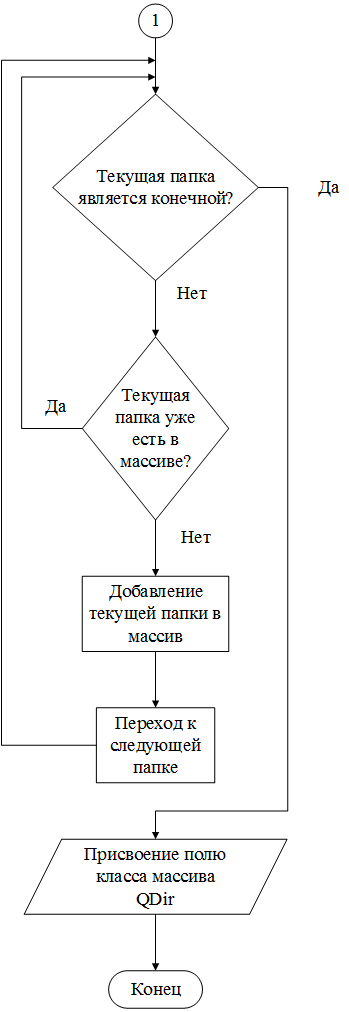 1
Текущая папка
является конечной?
Да
Нет
Текущая
папка уже
есть в
массиве?
Да
Нет
Добавление
текущей папки в
массив
Переход к
следующей
папке
Присвоение полю
класса массива
QDir
Конец